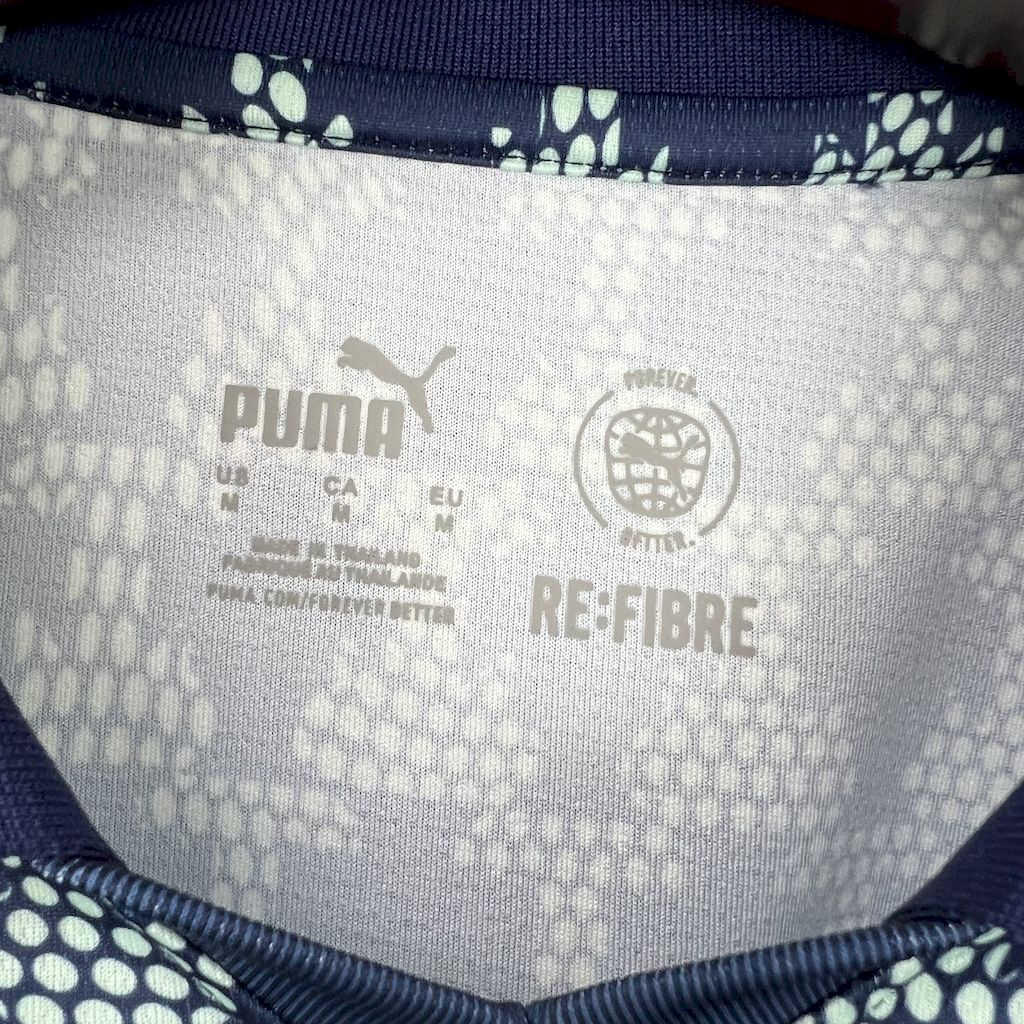 PUMA
US CA EU
M M M
MADE IN THAILAND
FABRIQUÉ AU THAILANDE
PUMA.COM/FOREVER BETTER
FOREVER.
BETTER.
RE:FIBRE